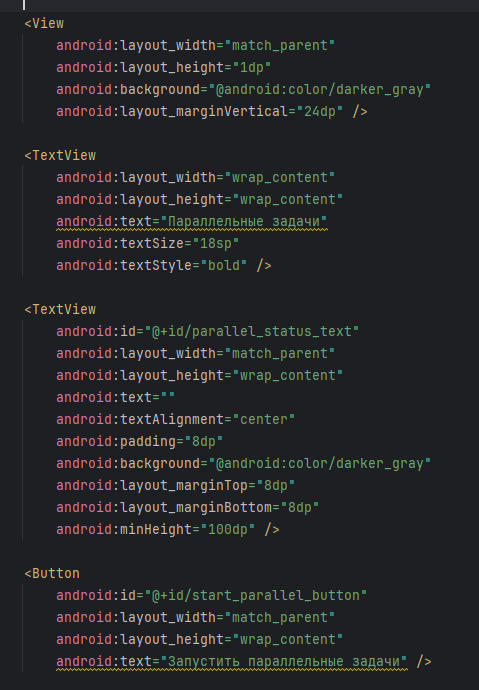 <View
android:layout_width="match_parent"
android:layout_height="1dp"
android:background="@android:color/darker_gray"
android:layout_marginVertical="24dp" />
<TextView
android:layout_width="wrap_content"
android:layout_height="wrap_content"
android:text="Параллельные задачи"
android:textSize="18sp"
android:textStyle="bold" />
<TextView
android:id="@+id/parallel_status_text"
android:layout_width="match_parent"
android:layout_height="wrap_content"
android:text=""
android:textAlignment="center"
android:padding="8dp"
android:background="@android:color/darker_gray"
android:layout_marginTop="8dp"
android:layout_marginBottom="8dp"
android:minHeight="100dp" />
<Button
android:id="@+id/start_parallel_button"
android:layout_width="match_parent"
android:layout_height="wrap_content"
android:text="Запустить параллельные задачи" />